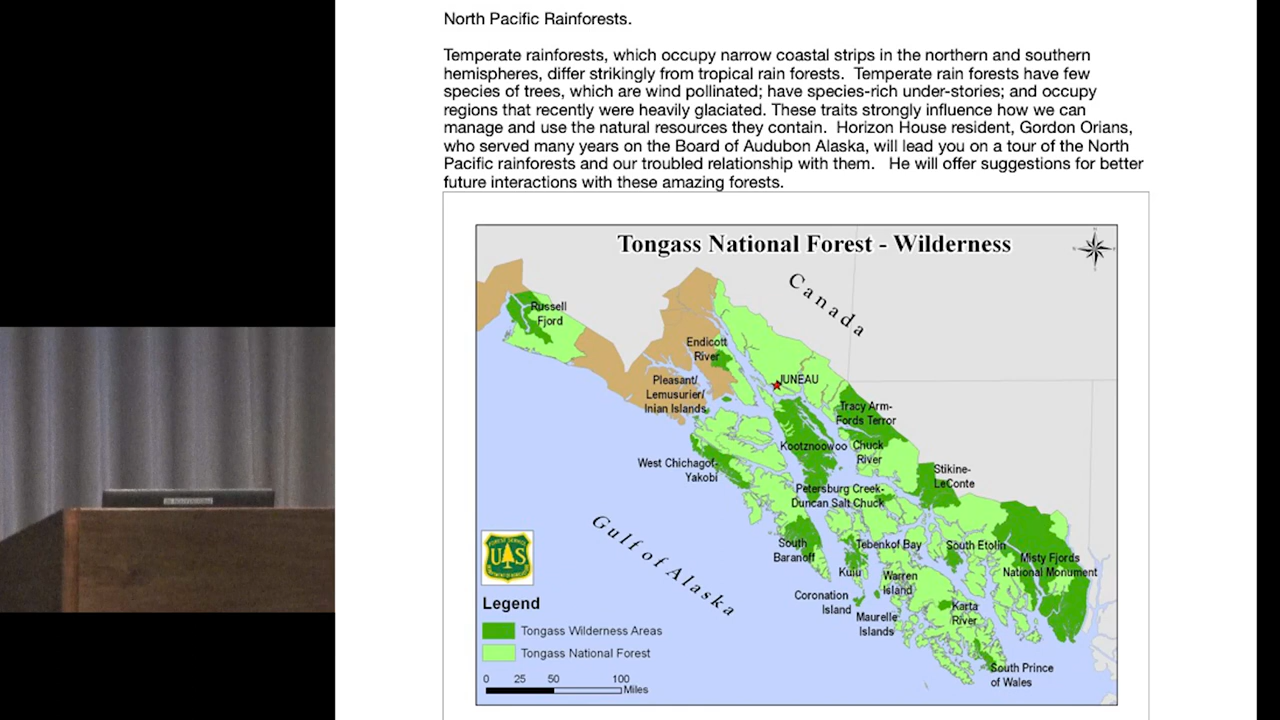 North Pacific Rainforests.
Temperate rainforests, which occupy narrow coastal strips in the northern and southern
hemispheres, differ strikingly from tropical rain forests.  Temperate rain forests have few
species of trees, which are wind pollinated; have species-rich under-stories; and occupy
regions that recently were heavily glaciated. These traits strongly influence how we can
manage and use the natural resources they contain.  Horizon House resident, Gordon Orians,
who served many years on the Board of Audubon Alaska, will lead you on a tour of the North
Pacific rainforests and our troubled relationship with them.   He will offer suggestions for better
future interactions with these amazing forests.
Tongass National Forest - Wilderness
Canada
Russell
Fjord
Endicott
River
JUNEAU
Pleasant/
Lemusurier/
Inian Islands
Tracy Arm-
Fords Terror
Kootznoowoo
Chuck
River
West Chichagof-
Yakobi
Stikine-
LeConte
Petersburg Creek-
Duncan Salt Chuck
Gulf of Alaska
South
Baranoff
Tebenkof Bay
South Etolin
Misty Fjords
National Monument
Kuiu
Warren
Island
Coronation
Island
Maurelle
Islands
Karta
River
South Prince
of Wales
FOREST SERVICE
UAS
Legend
Tongass Wilderness Areas
Tongass National Forest
0 25 50 100
Miles